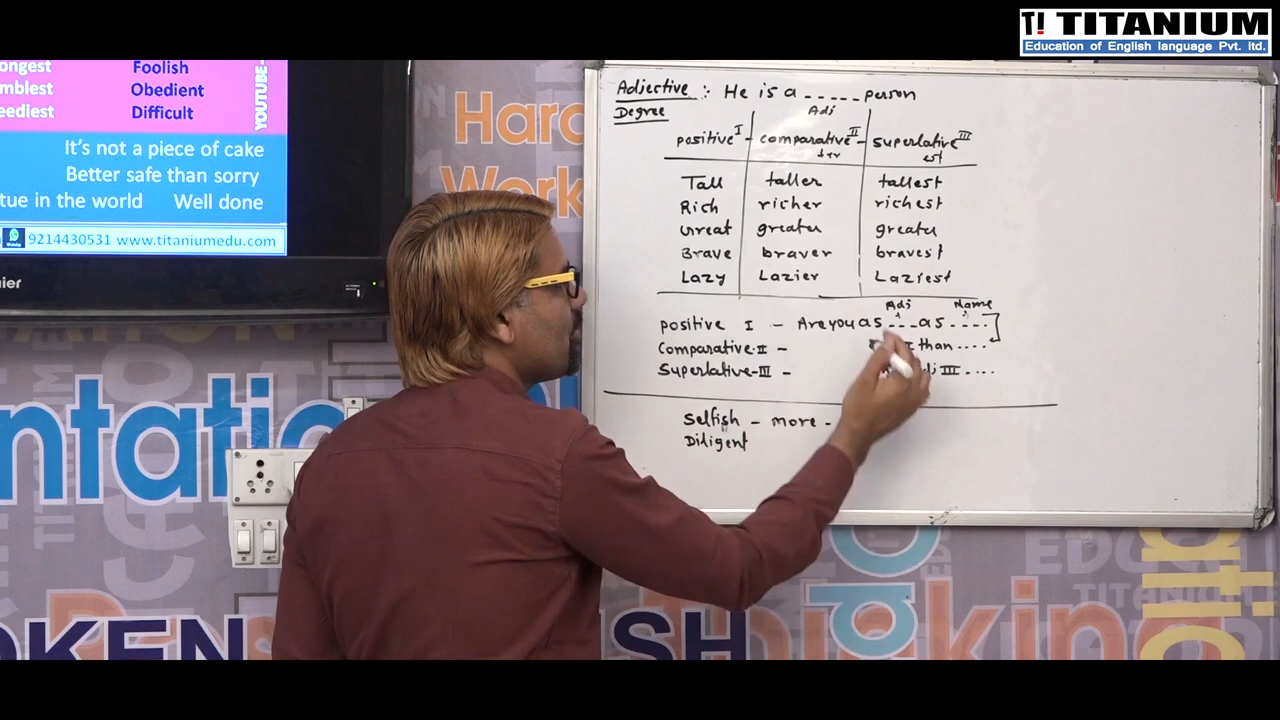 TITANIUM
Education of English language Pvt. ltd.
ongest Foolish
mblest Obedient
eediest Difficult
YOUTUBE-
It's not a piece of cake
Better safe than sorry
tue in the world Well done
9214430531 www.titaniumedu.com
Hard
Work
Adjective :- He is a ----- person
Adj
Degree
positive I - comparative II - superlative III
er est
Tall taller tallest
Rich richer richest
Great greater greater
Brave braver bravest
Lazy Lazier Laziest
Adj Name
positive I - Are you as --- as ----
Comparative-II - than ....
Superlative-III - III ....
Selfish - more -
Diligent
ntatio
OKEN
SH
thinking
EDUC
TITANIUM